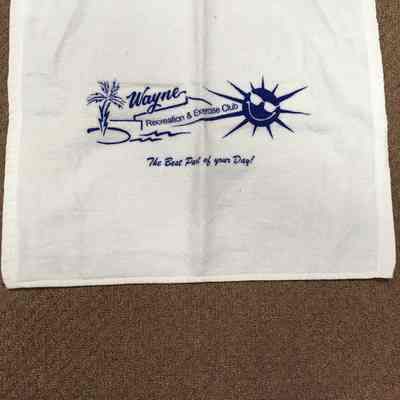 Wayne
Recreation & Exercise Club
The Best Part of your Day!